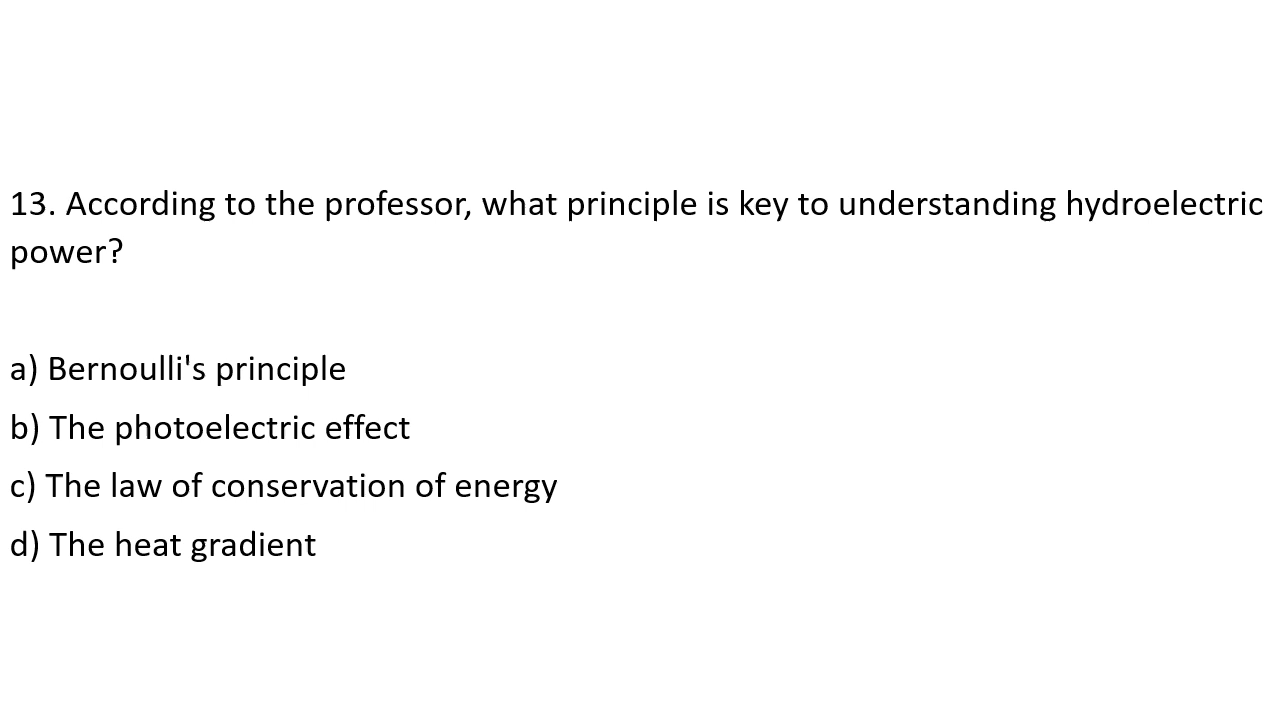 13. According to the professor, what principle is key to understanding hydroelectric
power?
a) Bernoulli's principle
b) The photoelectric effect
c) The law of conservation of energy
d) The heat gradient